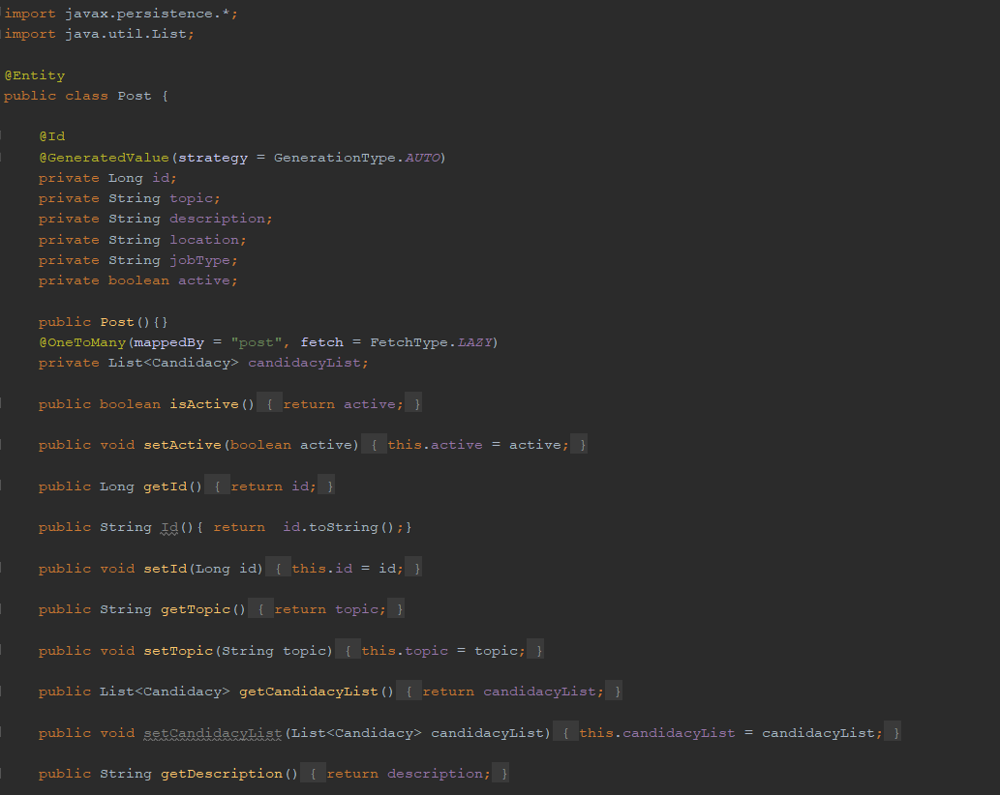 import javax.persistence.*;
import java.util.List;
@Entity
public class Post {
@Id
@GeneratedValue(strategy = GenerationType.AUTO)
private Long id;
private String topic;
private String description;
private String location;
private String jobType;
private boolean active;
public Post(){}
@OneToMany(mappedBy = "post", fetch = FetchType.LAZY)
private List<Candidacy> candidacyList;
public boolean isActive() { return active; }
public void setActive(boolean active) { this.active = active; }
public Long getId() { return id; }
public String Id(){ return  id.toString();}
public void setId(Long id) { this.id = id; }
public String getTopic() { return topic; }
public void setTopic(String topic) { this.topic = topic; }
public List<Candidacy> getCandidacyList() { return candidacyList; }
public void setCandidacyList(List<Candidacy> candidacyList) { this.candidacyList = candidacyList; }
public String getDescription() { return description; }